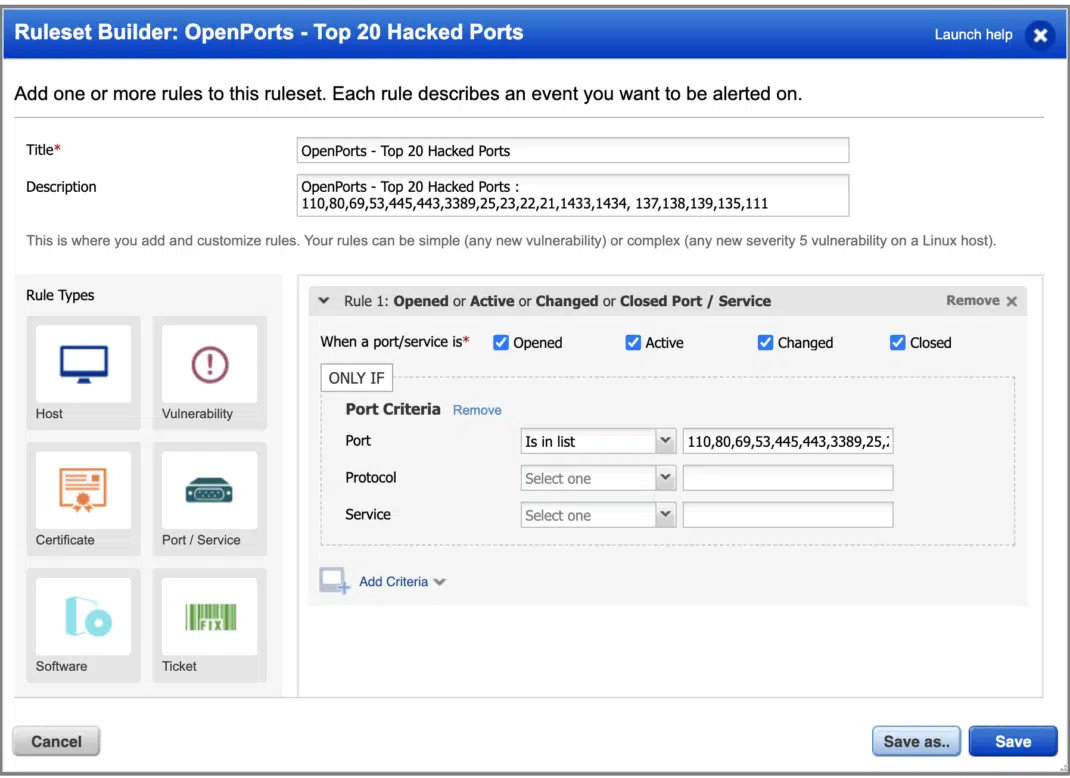 Ruleset Builder: OpenPorts - Top 20 Hacked Ports
Launch help
Add one or more rules to this ruleset. Each rule describes an event you want to be alerted on.
Title*
OpenPorts - Top 20 Hacked Ports
Description
OpenPorts - Top 20 Hacked Ports :
110,80,69,53,445,443,3389,25,23,22,21,1433,1434, 137,138,139,135,111
This is where you add and customize rules. Your rules can be simple (any new vulnerability) or complex (any new severity 5 vulnerability on a Linux host).
Rule Types
Host
Vulnerability
Certificate
Port / Service
FIX
Software
Ticket
Rule 1: Opened or Active or Changed or Closed Port / Service
Remove
When a port/service is*
Opened
Active
Changed
Closed
ONLY IF
Port Criteria
Remove
Port
Is in list
110,80,69,53,445,443,3389,25,
Protocol
Select one
Service
Select one
Add Criteria
Cancel
Save as..
Save